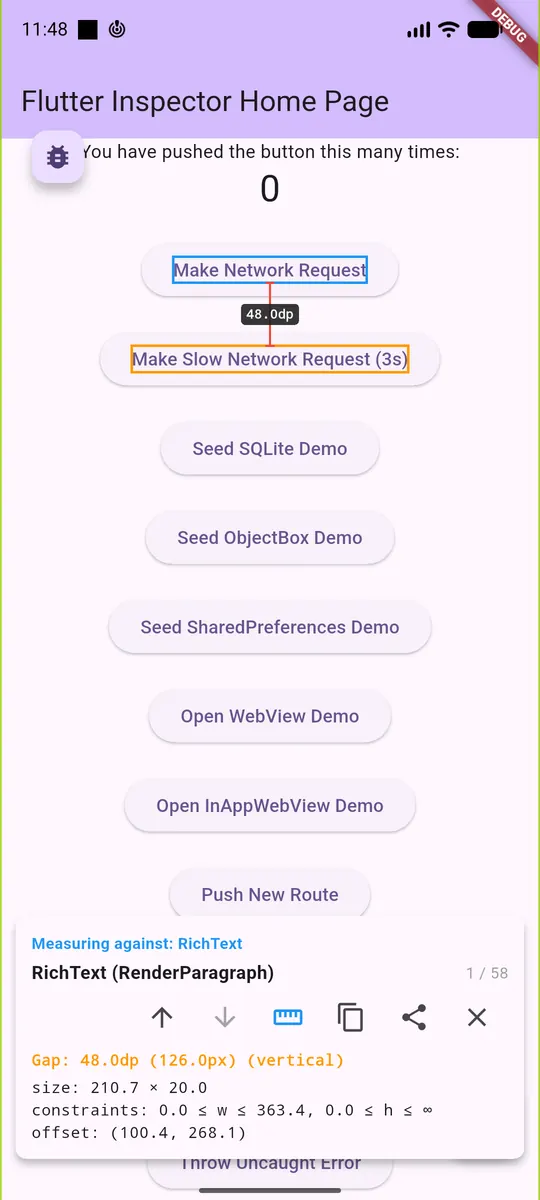 11:48
DEBUG
Flutter Inspector Home Page
You have pushed the button this many times:
0
Make Network Request
48.0dp
Make Slow Network Request (3s)
Seed SQLite Demo
Seed ObjectBox Demo
Seed SharedPreferences Demo
Open WebView Demo
Open InAppWebView Demo
Push New Route
Measuring against: RichText
RichText (RenderParagraph)
1 / 58
Gap: 48.0dp (126.0px) (vertical)
size: 210.7 × 20.0
constraints: 0.0 ≤ w ≤ 363.4, 0.0 ≤ h ≤ ∞
offset: (100.4, 268.1)
Throw Uncaught Error